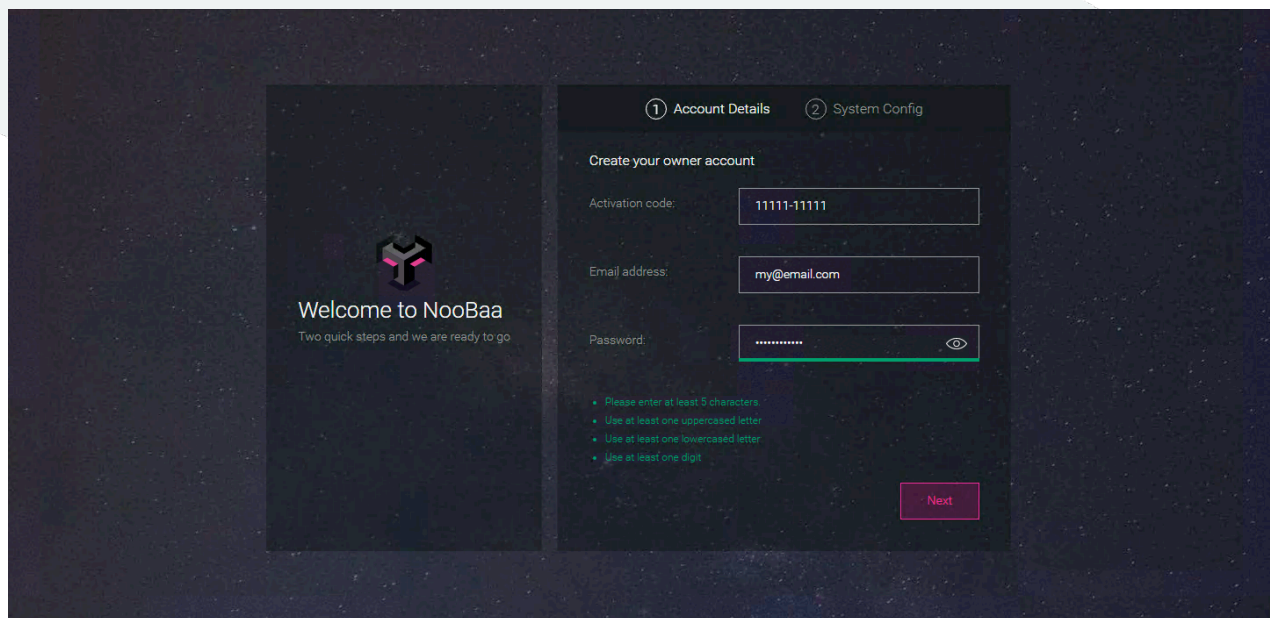 1 Account Details 2 System Config
Create your owner account
Activation code: 11111-11111
Email address: my@email.com
Password: ••••••••••••
• Please enter at least 5 characters.
• Use at least one uppercased letter
• Use at least one lowercased letter
• Use at least one digit
Next
Welcome to NooBaa
Two quick steps and we are ready to go